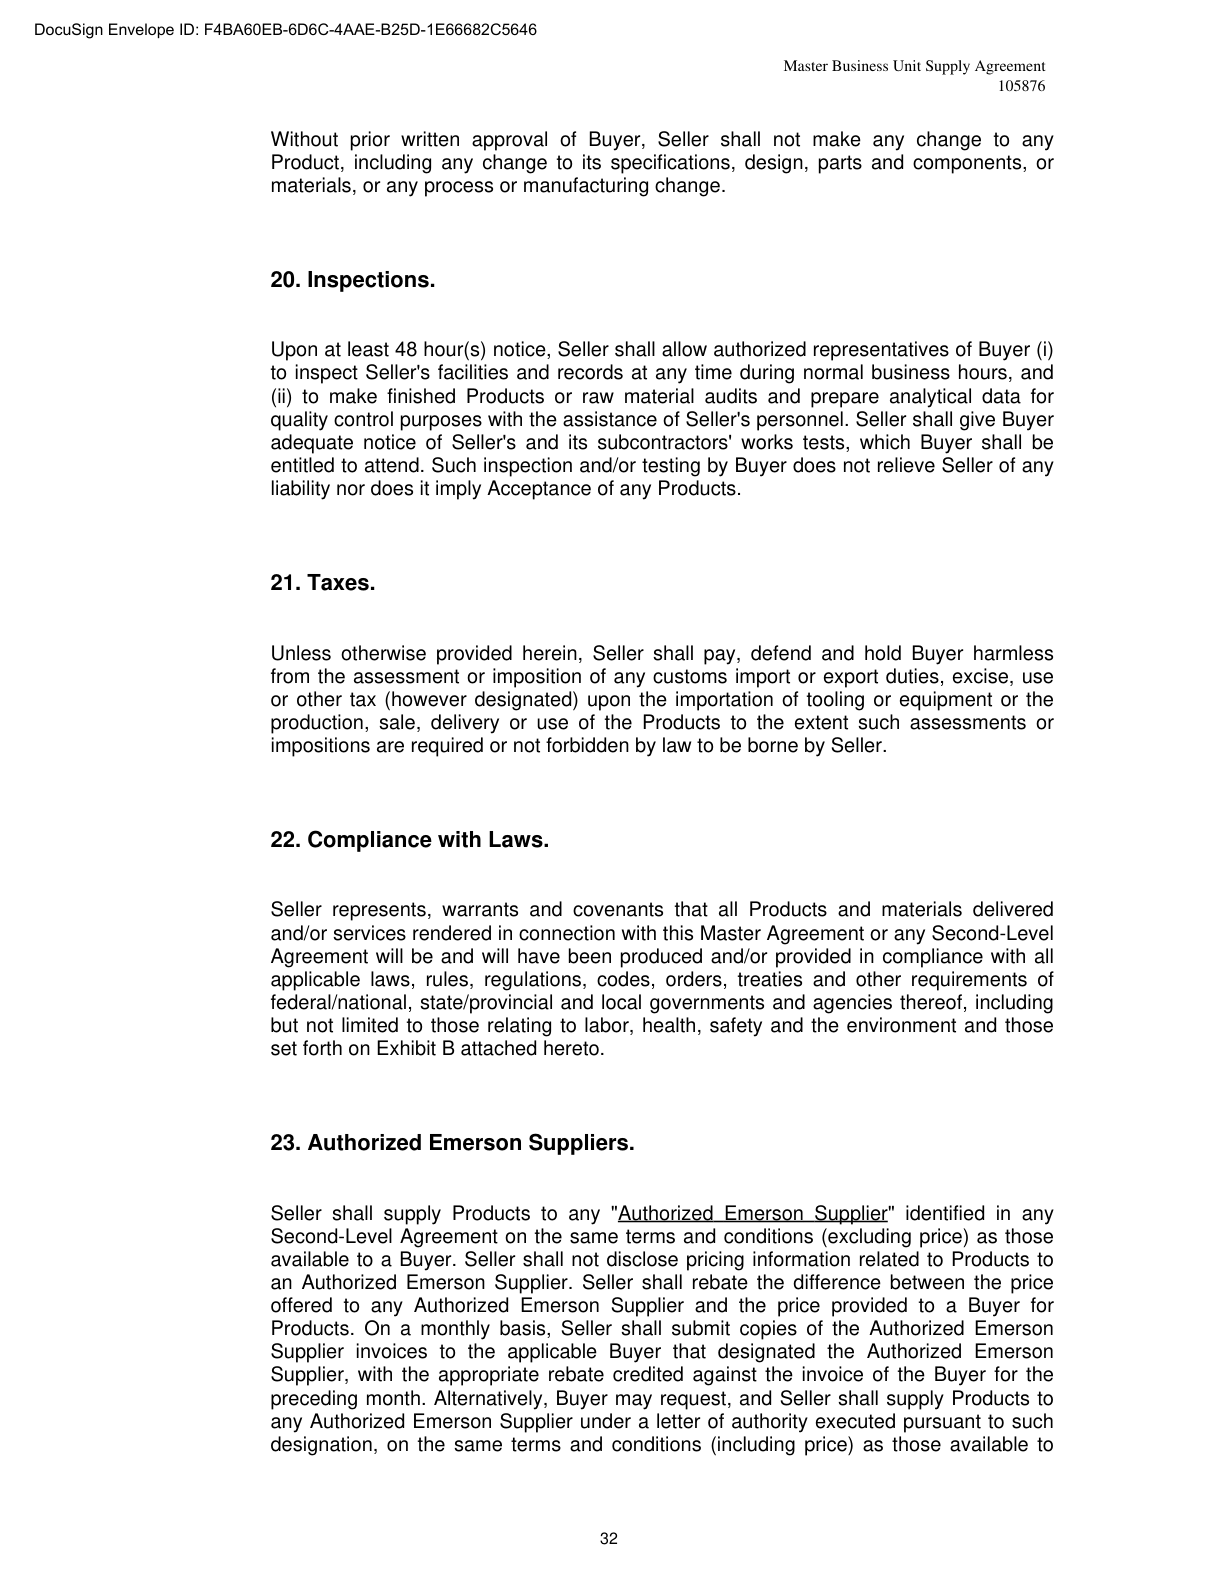 DocuSign Envelope ID: F4BA60EB-6D6C-4AAE-B25D-1E66682C5646
Master Business Unit Supply Agreement
105876
Without prior written approval of Buyer, Seller shall not make any change to any
Product, including any change to its specifications, design, parts and components, or
materials, or any process or manufacturing change.
20. Inspections.
Upon at least 48 hour(s) notice, Seller shall allow authorized representatives of Buyer (i)
to inspect Seller's facilities and records at any time during normal business hours, and
(ii) to make finished Products or raw material audits and prepare analytical data for
quality control purposes with the assistance of Seller's personnel. Seller shall give Buyer
adequate notice of Seller's and its subcontractors' works tests, which Buyer shall be
entitled to attend. Such inspection and/or testing by Buyer does not relieve Seller of any
liability nor does it imply Acceptance of any Products.
21. Taxes.
Unless otherwise provided herein, Seller shall pay, defend and hold Buyer harmless
from the assessment or imposition of any customs import or export duties, excise, use
or other tax (however designated) upon the importation of tooling or equipment or the
production, sale, delivery or use of the Products to the extent such assessments or
impositions are required or not forbidden by law to be borne by Seller.
22. Compliance with Laws.
Seller represents, warrants and covenants that all Products and materials delivered
and/or services rendered in connection with this Master Agreement or any Second-Level
Agreement will be and will have been produced and/or provided in compliance with all
applicable laws, rules, regulations, codes, orders, treaties and other requirements of
federal/national, state/provincial and local governments and agencies thereof, including
but not limited to those relating to labor, health, safety and the environment and those
set forth on Exhibit B attached hereto.
23. Authorized Emerson Suppliers.
Seller shall supply Products to any "Authorized Emerson Supplier" identified in any
Second-Level Agreement on the same terms and conditions (excluding price) as those
available to a Buyer. Seller shall not disclose pricing information related to Products to
an Authorized Emerson Supplier. Seller shall rebate the difference between the price
offered to any Authorized Emerson Supplier and the price provided to a Buyer for
Products. On a monthly basis, Seller shall submit copies of the Authorized Emerson
Supplier invoices to the applicable Buyer that designated the Authorized Emerson
Supplier, with the appropriate rebate credited against the invoice of the Buyer for the
preceding month. Alternatively, Buyer may request, and Seller shall supply Products to
any Authorized Emerson Supplier under a letter of authority executed pursuant to such
designation, on the same terms and conditions (including price) as those available to
32